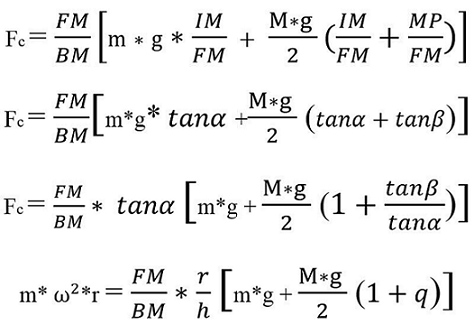 Fc= FM/BM [m * g * IM/FM + M*g/2 (IM/FM + MP/FM)]
Fc= FM/BM [m*g* tanα + M*g/2 (tanα + tanβ)]
Fc= FM/BM * tanα [m*g + M*g/2 (1 + tanβ/tanα)]
m* ω²*r = FM/BM * r/h [m*g + M*g/2 (1 + q)]